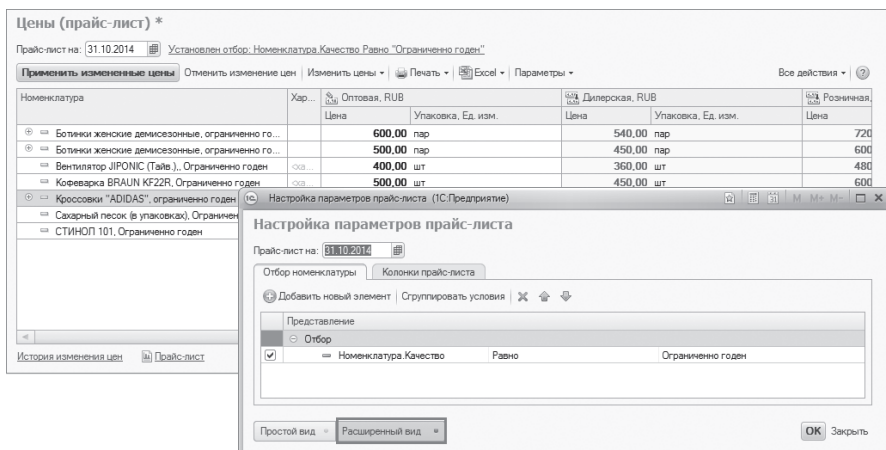 Цены (прайс-лист) *
Прайс-лист на: 31.10.2014 Установлен отбор: Номенклатура.Качество Равно "Ограниченно годен"
Применить измененные цены Отменить изменение цен Изменить цены Печать Excel Параметры Все действия ?
Номенклатура Хар... Оптовая, RUB Дилерская, RUB Розничная,
Цена Упаковка, Ед. изм. Цена Упаковка, Ед. изм. Цена
Ботинки женские демисезонные, ограниченно го... 600,00 пар 540,00 пар 720
Ботинки женские демисезонные, ограниченно го... 500,00 пар 450,00 пар 600
Вентилятор JIPONIC (Тайв.),, Ограниченно годен <ха... 400,00 шт 360,00 шт 480
Кофеварка BRAUN KF22R, Ограниченно годен <ха... 500,00 шт 450,00 шт 600
Кроссовки "ADIDAS", ограниченно годен
Сахарный песок (в упаковках), Ограничен
СТИНОЛ 101, Ограниченно годен
История изменения цен Прайс-лист
Настройка параметров прайс-листа (1С:Предприятие) M M+ M-
Настройка параметров прайс-листа
Прайс-лист на: 31.10.2014
Отбор номенклатуры Колонки прайс-листа
Добавить новый элемент Сгруппировать условия
Представление
Отбор
Номенклатура.Качество Равно Ограниченно годен
Простой вид Расширенный вид OK Закрыть